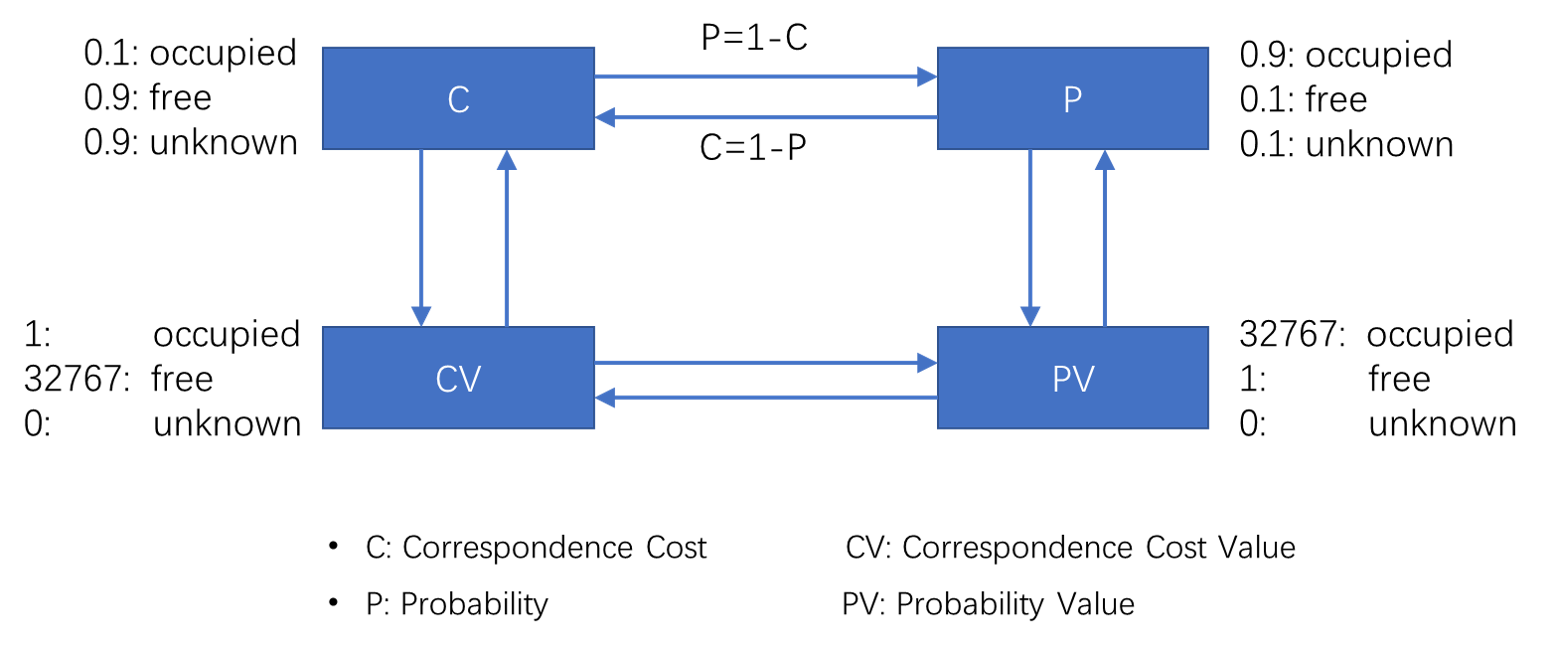 P=1-C
0.1: occupied
0.9: free
0.9: unknown
C
P
0.9: occupied
0.1: free
0.1: unknown
C=1-P
1: occupied
32767: free
0: unknown
CV
PV
32767: occupied
1: free
0: unknown
• C: Correspondence Cost CV: Correspondence Cost Value
• P: Probability PV: Probability Value